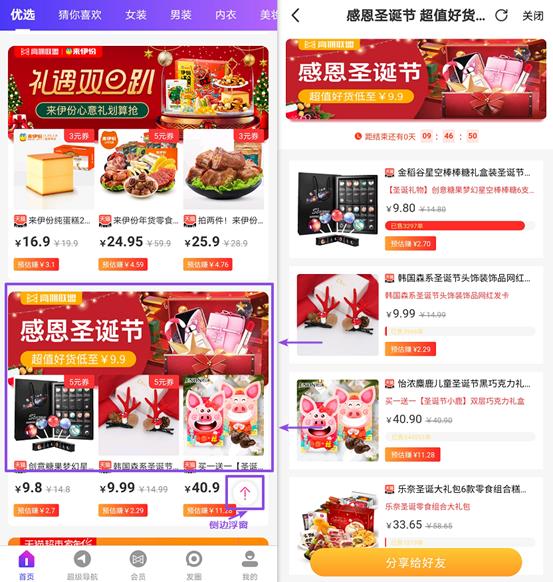 优选
猜你喜欢
女装
男装
内衣
美妆
高佣联盟
来伊份
礼遇双旦趴
来伊份心意礼划算抢
3元券
5元券
3元券
天猫 来伊份纯蛋糕2...
天猫 来伊份年货零食...
天猫 拍两件！来伊份...
¥16.9 ¥19.9
¥24.95 ¥59.9
¥25.9 ¥28.9
预估赚¥3.1
预估赚¥4.59
预估赚¥4.76
高佣联盟
感恩圣诞节
超值好货低至¥9.9
5元券
5元券
天猫 创意糖果梦幻星...
天猫 韩国森系圣诞节...
天猫 买一送一【圣诞...
¥9.8 ¥14.8
¥9.99 ¥14.99
¥40.9
预估赚¥2.7
预估赚¥2.29
预估赚¥11.28
侧边浮窗
首页
超级导航
会员
发圈
我的
感恩圣诞节 超值好货...
关闭
高佣联盟
感恩圣诞节
超值好货低至¥9.9
距结束还有0天 09 : 46 : 50
天猫 金稻谷星空棒棒糖礼盒装圣诞节...
【圣诞礼物】创意糖果梦幻星空棒棒糖6支...
¥9.80 ¥14.80
已售3297单
预估赚¥2.70
天猫 韩国森系圣诞节头饰装饰品网红...
韩国森系圣诞节头饰装饰品网红发卡
¥9.99 ¥14.99
预估赚¥2.29
天猫 怡浓麋鹿儿童圣诞节黑巧克力礼...
买一送一【圣诞节小鹿】双层巧克力礼盒
¥40.90 ¥40.90
预估赚¥11.28
天猫 乐奈圣诞大礼包6款零食组合糕...
乐奈圣诞零食组合大礼包
¥33.65 ¥58.65
分享给好友